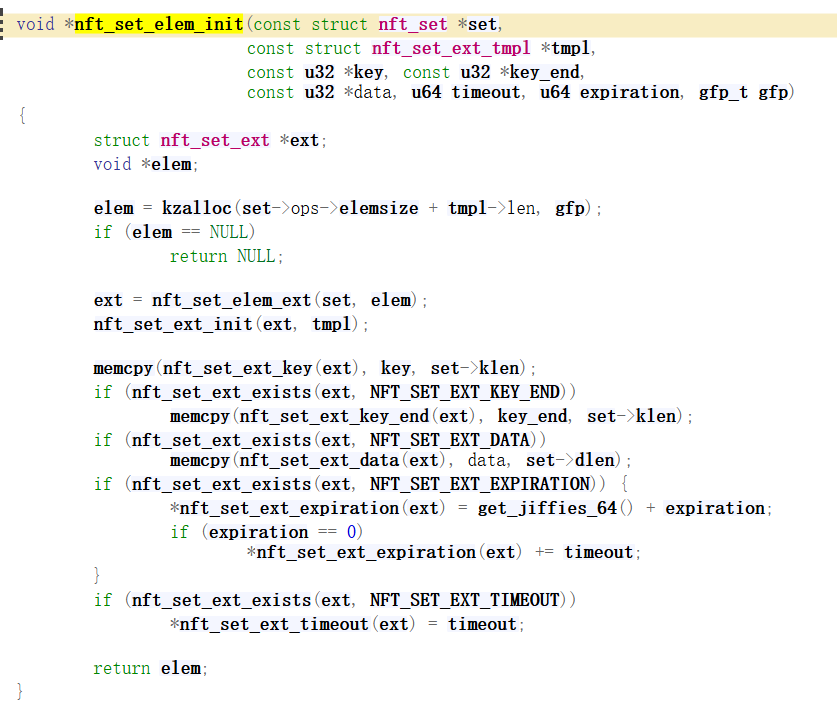 void *nft_set_elem_init(const struct nft_set *set,
const struct nft_set_ext_tmpl *tmpl,
const u32 *key, const u32 *key_end,
const u32 *data, u64 timeout, u64 expiration, gfp_t gfp)
{
struct nft_set_ext *ext;
void *elem;
elem = kzalloc(set->ops->elemsize + tmpl->len, gfp);
if (elem == NULL)
return NULL;
ext = nft_set_elem_ext(set, elem);
nft_set_ext_init(ext, tmpl);
memcpy(nft_set_ext_key(ext), key, set->klen);
if (nft_set_ext_exists(ext, NFT_SET_EXT_KEY_END))
memcpy(nft_set_ext_key_end(ext), key_end, set->klen);
if (nft_set_ext_exists(ext, NFT_SET_EXT_DATA))
memcpy(nft_set_ext_data(ext), data, set->dlen);
if (nft_set_ext_exists(ext, NFT_SET_EXT_EXPIRATION)) {
*nft_set_ext_expiration(ext) = get_jiffies_64() + expiration;
if (expiration == 0)
*nft_set_ext_expiration(ext) += timeout;
}
if (nft_set_ext_exists(ext, NFT_SET_EXT_TIMEOUT))
*nft_set_ext_timeout(ext) = timeout;
return elem;
}